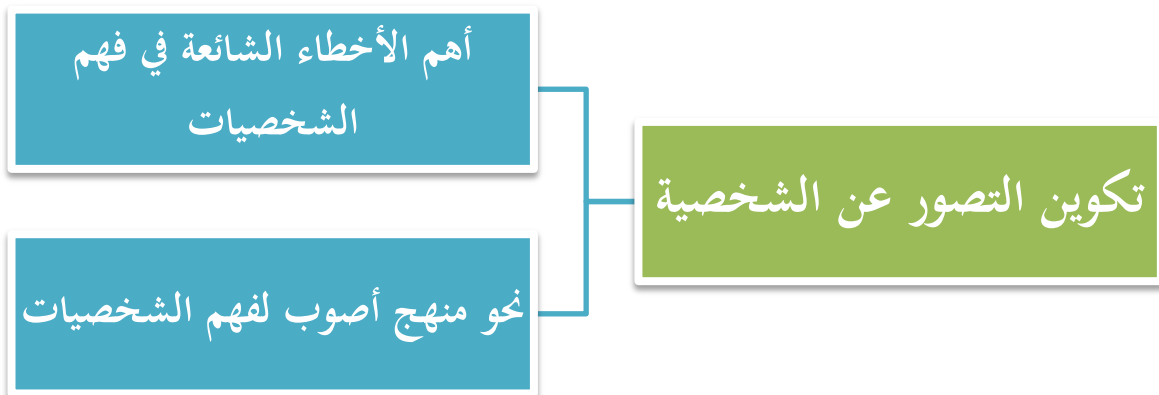 تكوين التصور عن الشخصية
أهم الأخطاء الشائعة في فهم
الشخصيات
نحو منهج أصوب لفهم الشخصيات